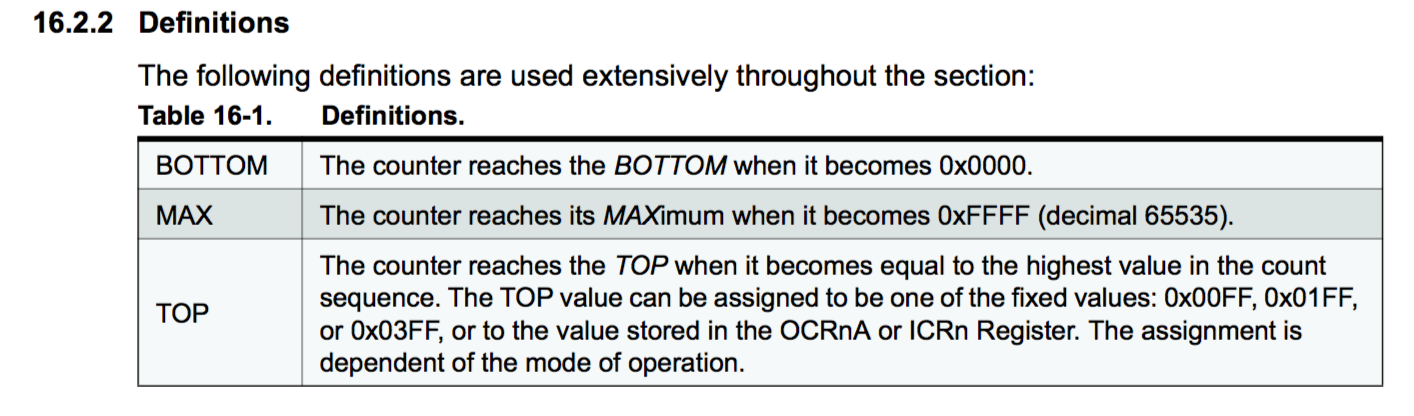 16.2.2 Definitions
The following definitions are used extensively throughout the section:
Table 16-1. Definitions.
BOTTOM The counter reaches the BOTTOM when it becomes 0x0000.
MAX The counter reaches its MAXimum when it becomes 0xFFFF (decimal 65535).
TOP The counter reaches the TOP when it becomes equal to the highest value in the count
sequence. The TOP value can be assigned to be one of the fixed values: 0x00FF, 0x01FF,
or 0x03FF, or to the value stored in the OCRnA or ICRn Register. The assignment is
dependent of the mode of operation.